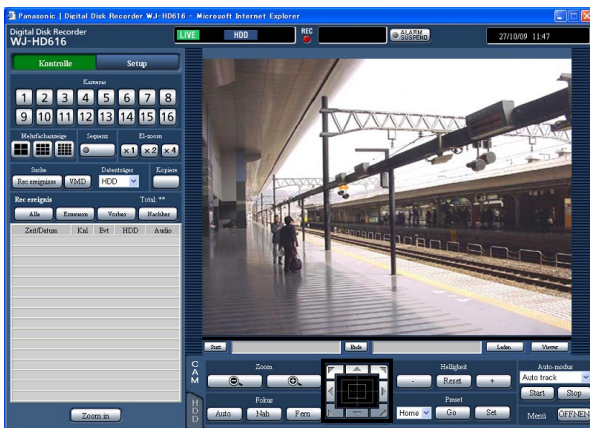 Panasonic | Digital Disk Recorder WJ-HD616 - Microsoft Internet Explorer
Digital Disk Recorder
WJ-HD616
LIVE HDD REC ALARM SUSPEND 27/10/09 11:47
Kontrolle Setup
Kameras
1 2 3 4 5 6 7 8
9 10 11 12 13 14 15 16
Mehrfachanzeige Sequenz El-zoom
x1 x2 x4
Suche Datenträger Kopiere
Rec ereignisse VMD HDD
Rec ereignis Total: **
Alle Erneuern Vorher Nachher
Zeit/Datum Knl Evt HDD Audio
Zoom in
Start Ende Laden Viewer
CAM
HDD
Zoom Helligkeit Auto-modus
- Reset + Auto track
Start Stop
Fokus Preset
Auto Nah Fern Home Go Set Menü ÖFFNEN